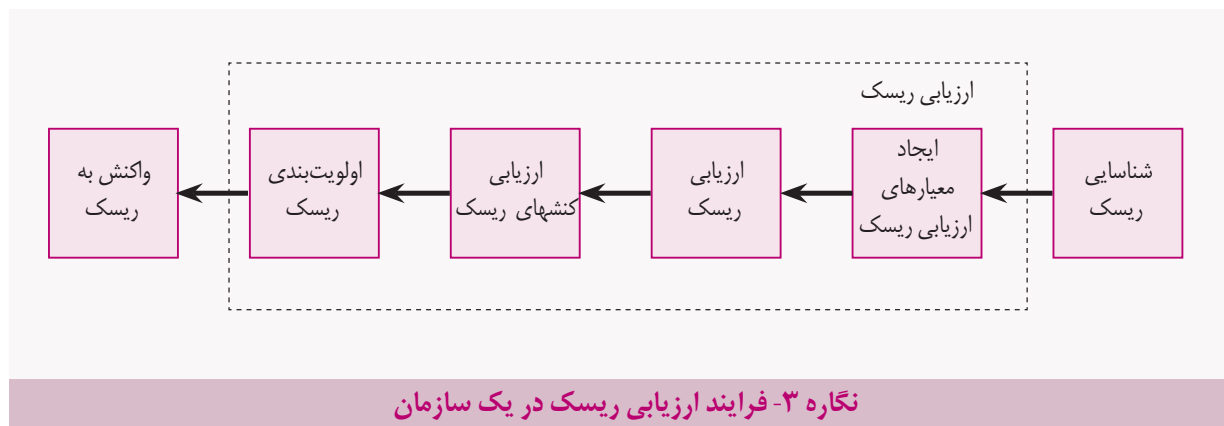 ارزیابی ریسک
شناسایی
ریسک
ایجاد
معیارهای
ارزیابی ریسک
ارزیابی
ریسک
ارزیابی
کنشهای ریسک
اولویت‌بندی
ریسک
واکنش به
ریسک
نگاره ۳- فرایند ارزیابی ریسک در یک سازمان